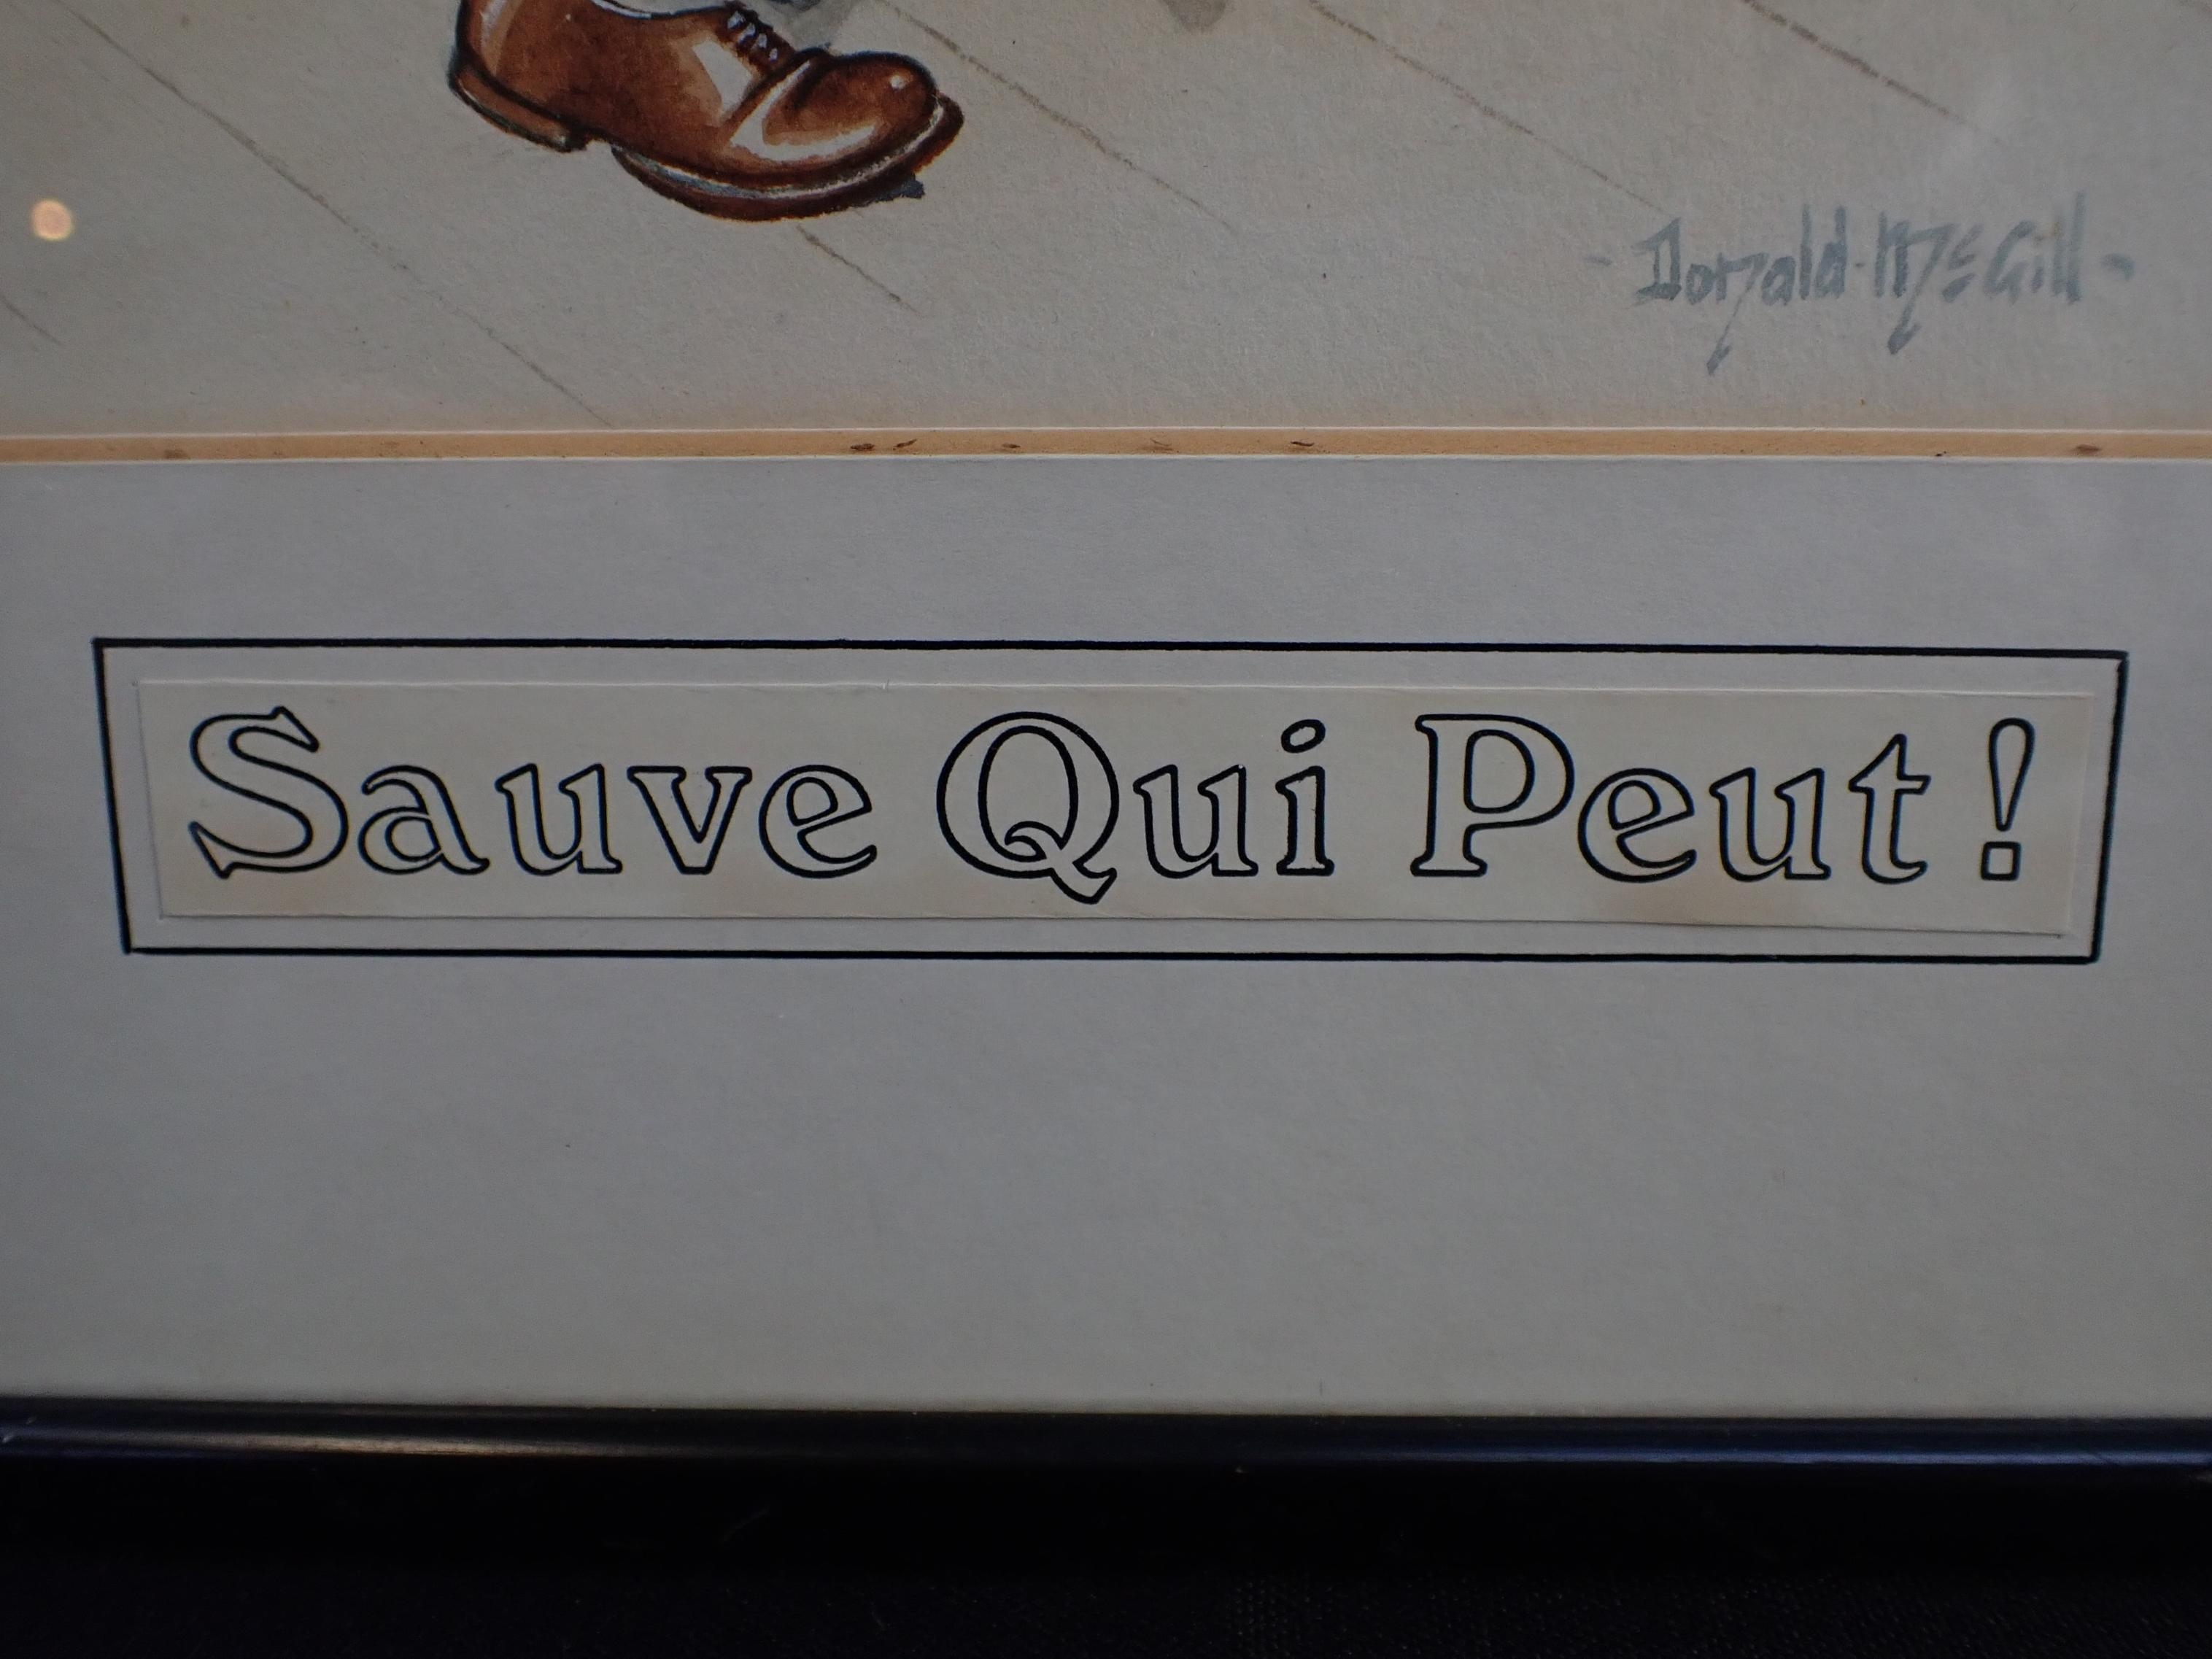 - Donald · McGill -
Sauve Qui Peut !